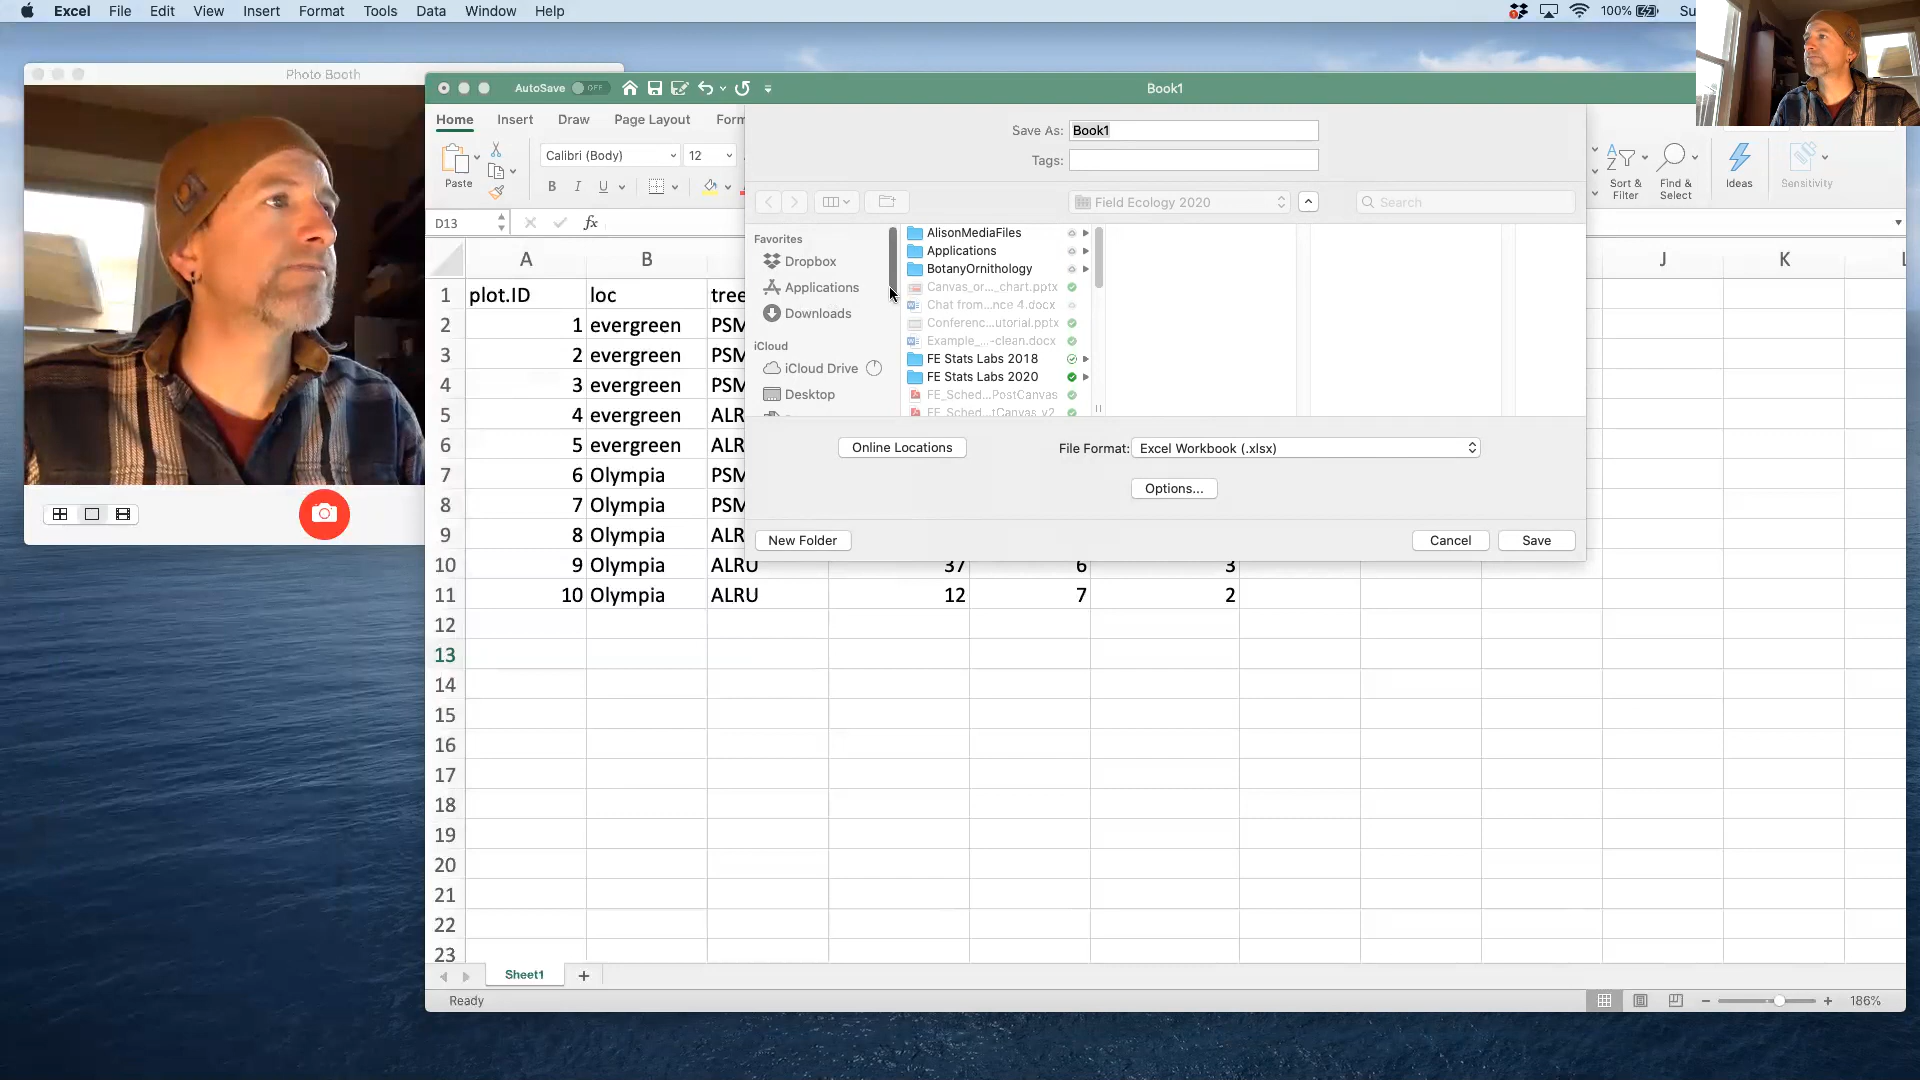 Excel File Edit View Insert Format Tools Data Window Help 100% Su
Photo Booth
AutoSave OFF Book1
Home Insert Draw Page Layout Form
Save As: Book1
Tags:
Paste Calibri (Body) 12 B I U
Sort & Filter Find & Select Ideas Sensitivity
Field Ecology 2020 Search
D13 fx
Favorites
Dropbox
Applications
Downloads
iCloud
iCloud Drive
Desktop
AlisonMediaFiles
Applications
BotanyOrnithology
Canvas_or..._chart.pptx
Chat from...nce 4.docx
Conferenc...utorial.pptx
Example_...-clean.docx
FE Stats Labs 2018
FE Stats Labs 2020
FE_Sched...PostCanvas
FE_Sched...tCanvas_v2
Online Locations File Format: Excel Workbook (.xlsx)
Options...
New Folder Cancel Save
A B J K L
1 plot.ID loc tree
2 1 evergreen PSM
3 2 evergreen PSM
4 3 evergreen PSM
5 4 evergreen ALR
6 5 evergreen ALR
7 6 Olympia PSM
8 7 Olympia PSM
9 8 Olympia ALR
10 9 Olympia ALRU 37 6 3
11 10 Olympia ALRU 12 7 2
12
13
14
15
16
17
18
19
20
21
22
23
Sheet1 +
Ready 186%